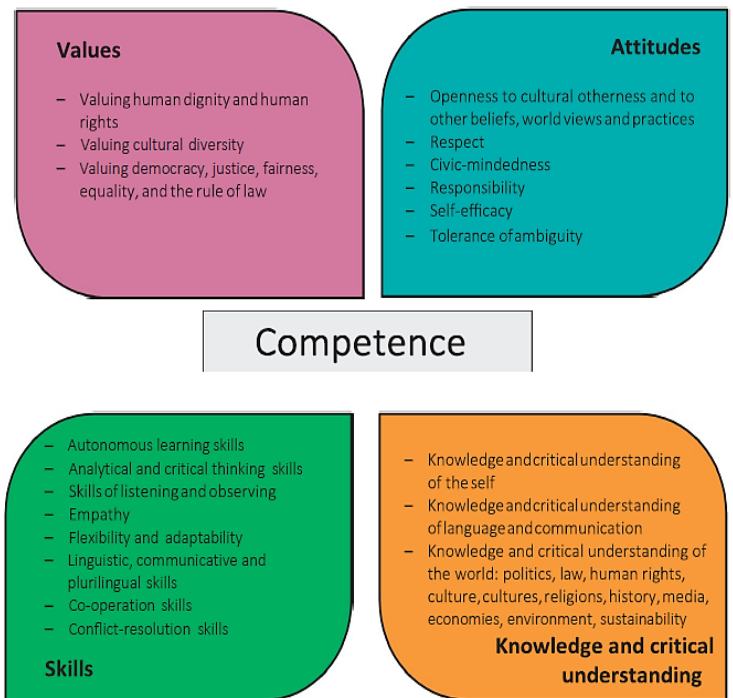 Values
– Valuing human dignity and human
rights
– Valuing cultural diversity
– Valuing democracy, justice, fairness,
equality, and the rule of law
Attitudes
– Openness to cultural otherness and to
other beliefs, world views and practices
– Respect
– Civic-mindedness
– Responsibility
– Self-efficacy
– Tolerance of ambiguity
Competence
– Autonomous learning skills
– Analytical and critical thinking skills
– Skills of listening and observing
– Empathy
– Flexibility and adaptability
– Linguistic, communicative and
plurilingual skills
– Co-operation skills
– Conflict-resolution skills
Skills
– Knowledge and critical understanding
of the self
– Knowledge and critical understanding
of language and communication
– Knowledge and critical understanding of
the world: politics, law, human rights,
culture, cultures, religions, history, media,
economies, environment, sustainability
Knowledge and critical
understanding